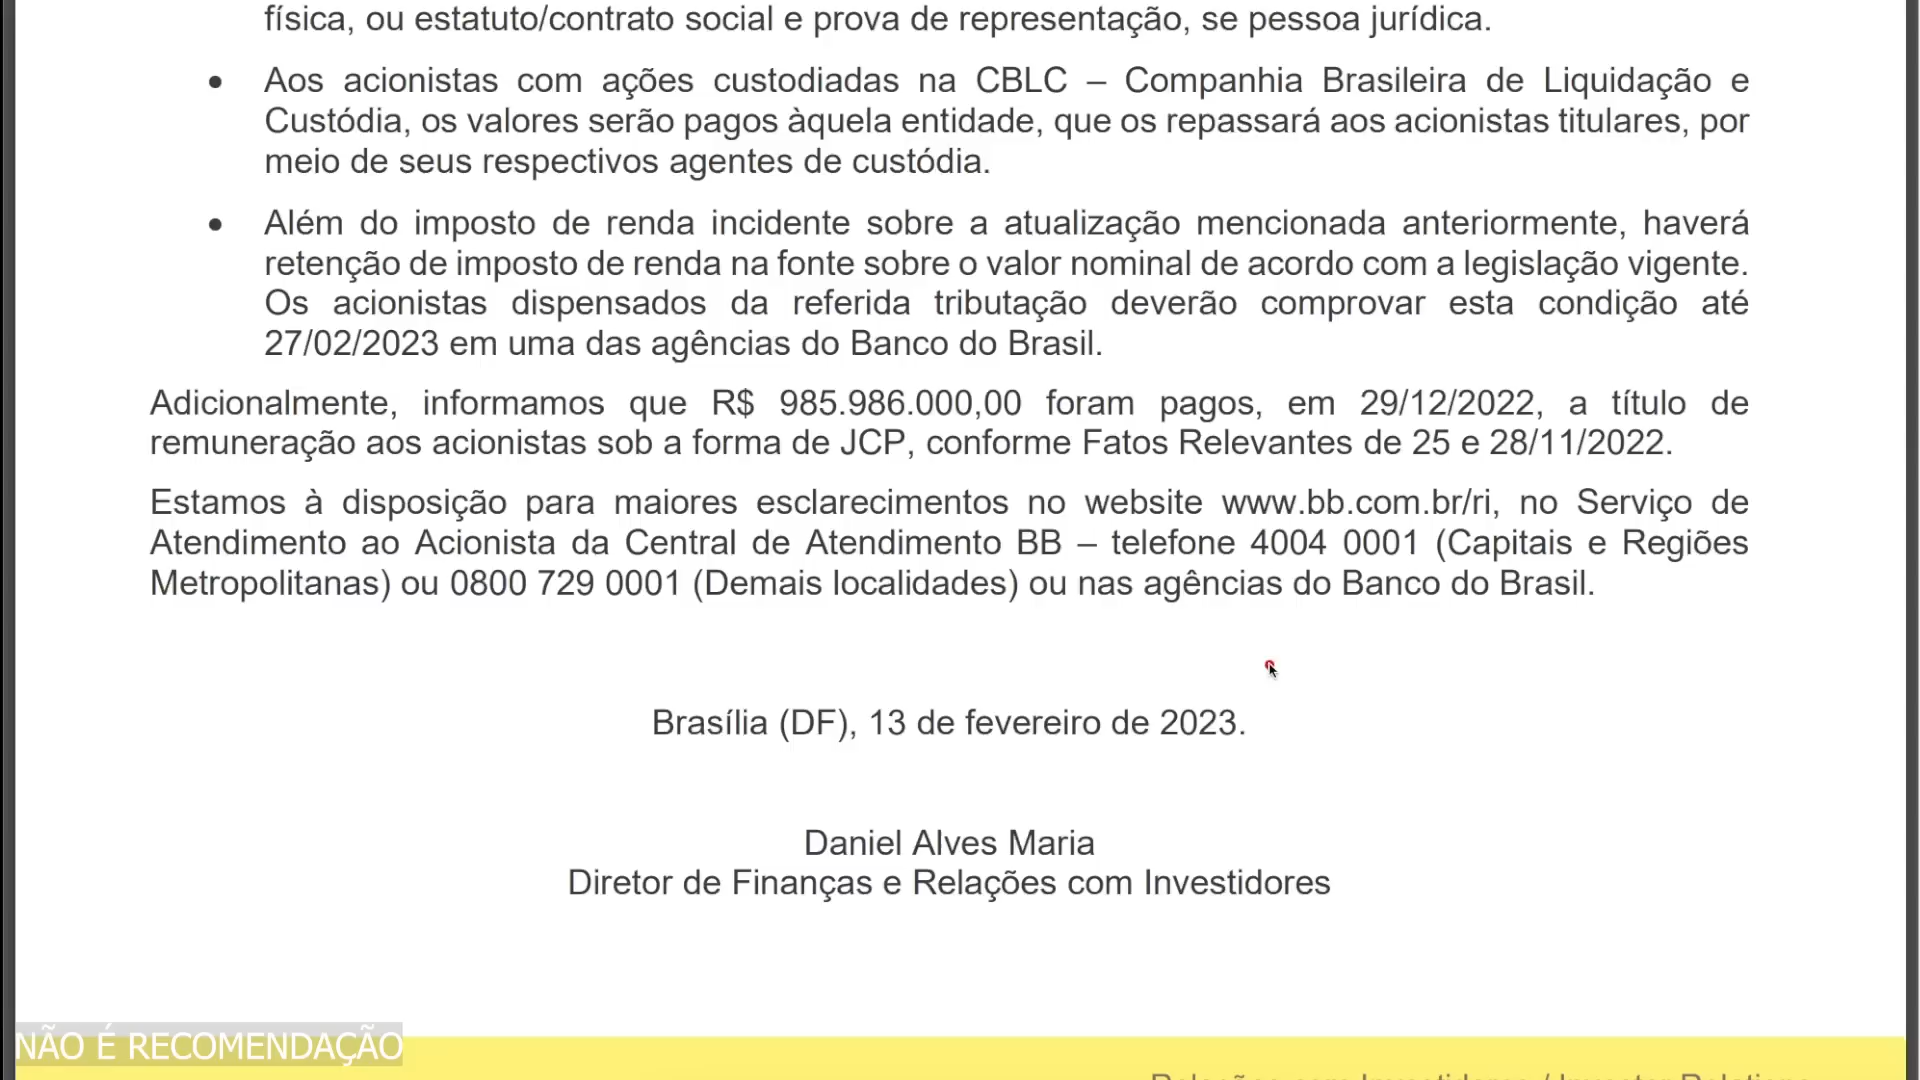 física, ou estatuto/contrato social e prova de representação, se pessoa jurídica.
• Aos acionistas com ações custodiadas na CBLC – Companhia Brasileira de Liquidação e
Custódia, os valores serão pagos àquela entidade, que os repassará aos acionistas titulares, por
meio de seus respectivos agentes de custódia.
• Além do imposto de renda incidente sobre a atualização mencionada anteriormente, haverá
retenção de imposto de renda na fonte sobre o valor nominal de acordo com a legislação vigente.
Os acionistas dispensados da referida tributação deverão comprovar esta condição até
27/02/2023 em uma das agências do Banco do Brasil.
Adicionalmente, informamos que R$ 985.986.000,00 foram pagos, em 29/12/2022, a título de
remuneração aos acionistas sob a forma de JCP, conforme Fatos Relevantes de 25 e 28/11/2022.
Estamos à disposição para maiores esclarecimentos no website www.bb.com.br/ri, no Serviço de
Atendimento ao Acionista da Central de Atendimento BB – telefone 4004 0001 (Capitais e Regiões
Metropolitanas) ou 0800 729 0001 (Demais localidades) ou nas agências do Banco do Brasil.
Brasília (DF), 13 de fevereiro de 2023.
Daniel Alves Maria
Diretor de Finanças e Relações com Investidores
NÃO É RECOMENDAÇÃO
Relações com Investidores / Investor Relation